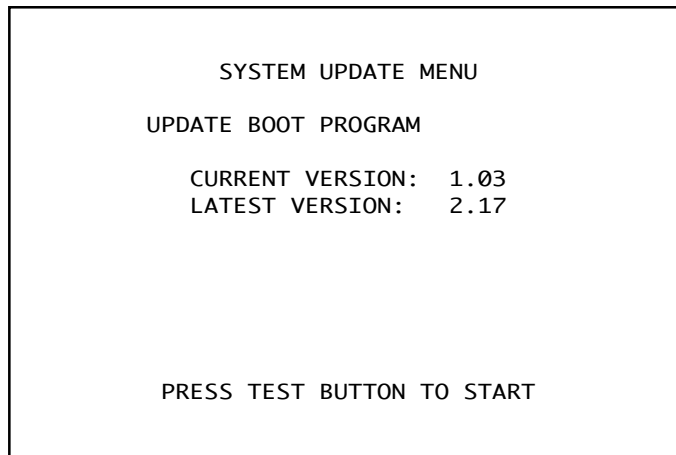 SYSTEM UPDATE MENU
UPDATE BOOT PROGRAM
CURRENT VERSION: 1.03
LATEST VERSION: 2.17
PRESS TEST BUTTON TO START